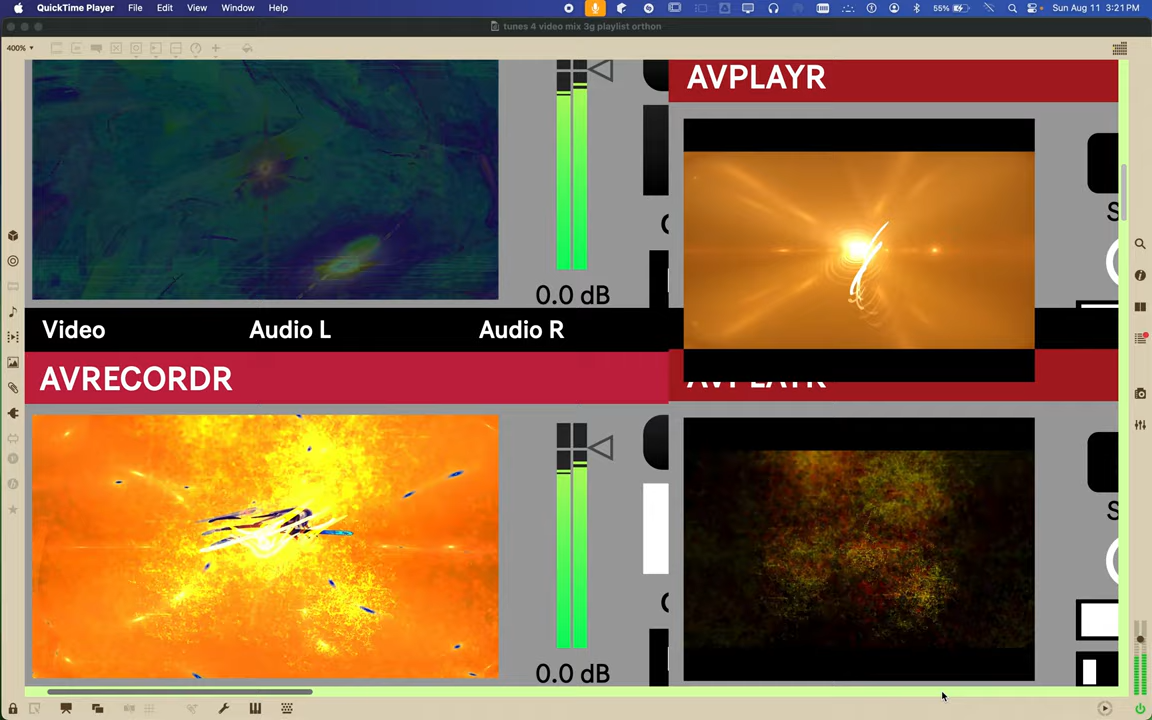 QuickTime Player File Edit View Window Help 55% Sun Aug 11 3:21 PM
tunes 4 video mix 3g playlist orthon
400%
AVPLAYR
0.0 dB
Video Audio L Audio R
AVRECORDR
AVPLAYR
0.0 dB